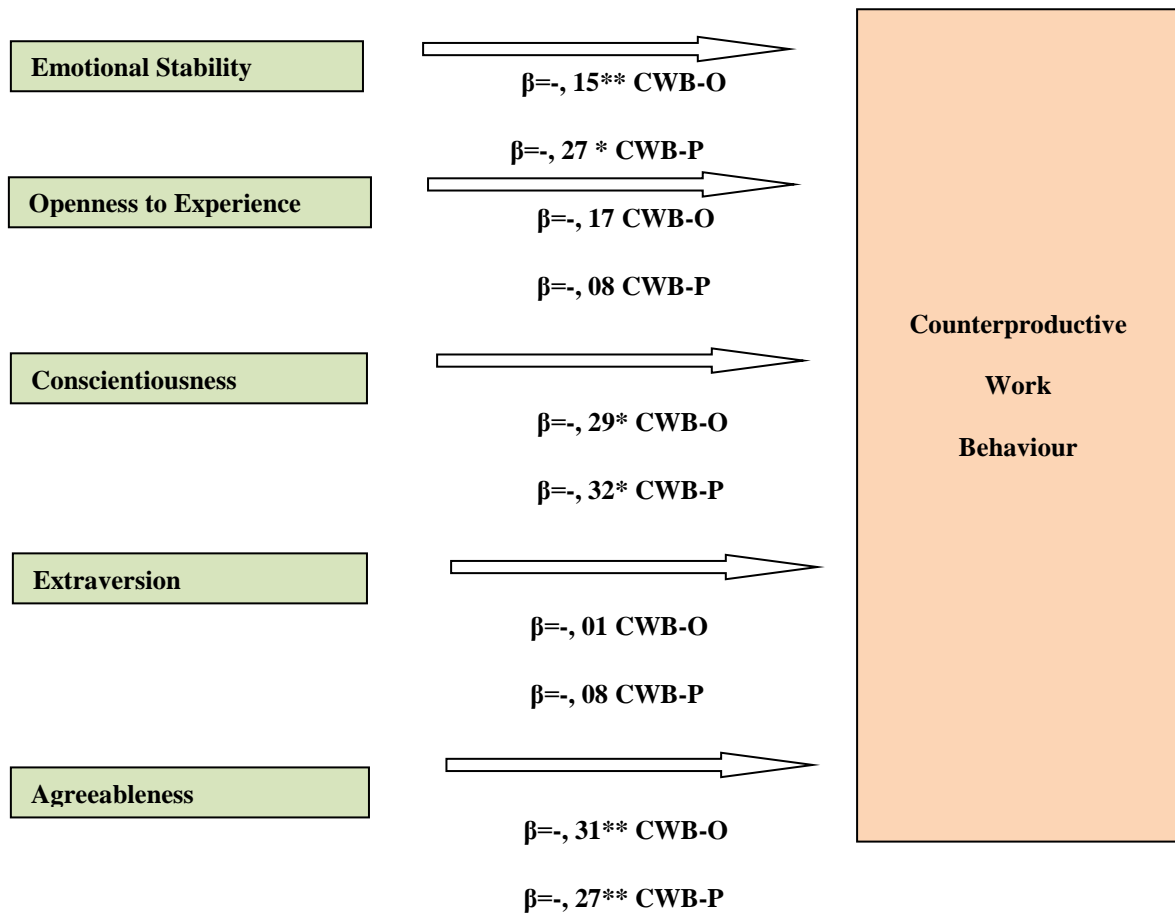 Emotional Stability
β=-, 15** CWB-O
β=-, 27 * CWB-P
Openness to Experience
β=-, 17 CWB-O
β=-, 08 CWB-P
Conscientiousness
β=-, 29* CWB-O
β=-, 32* CWB-P
Extraversion
β=-, 01 CWB-O
β=-, 08 CWB-P
Agreeableness
β=-, 31** CWB-O
β=-, 27** CWB-P
Counterproductive
Work
Behaviour